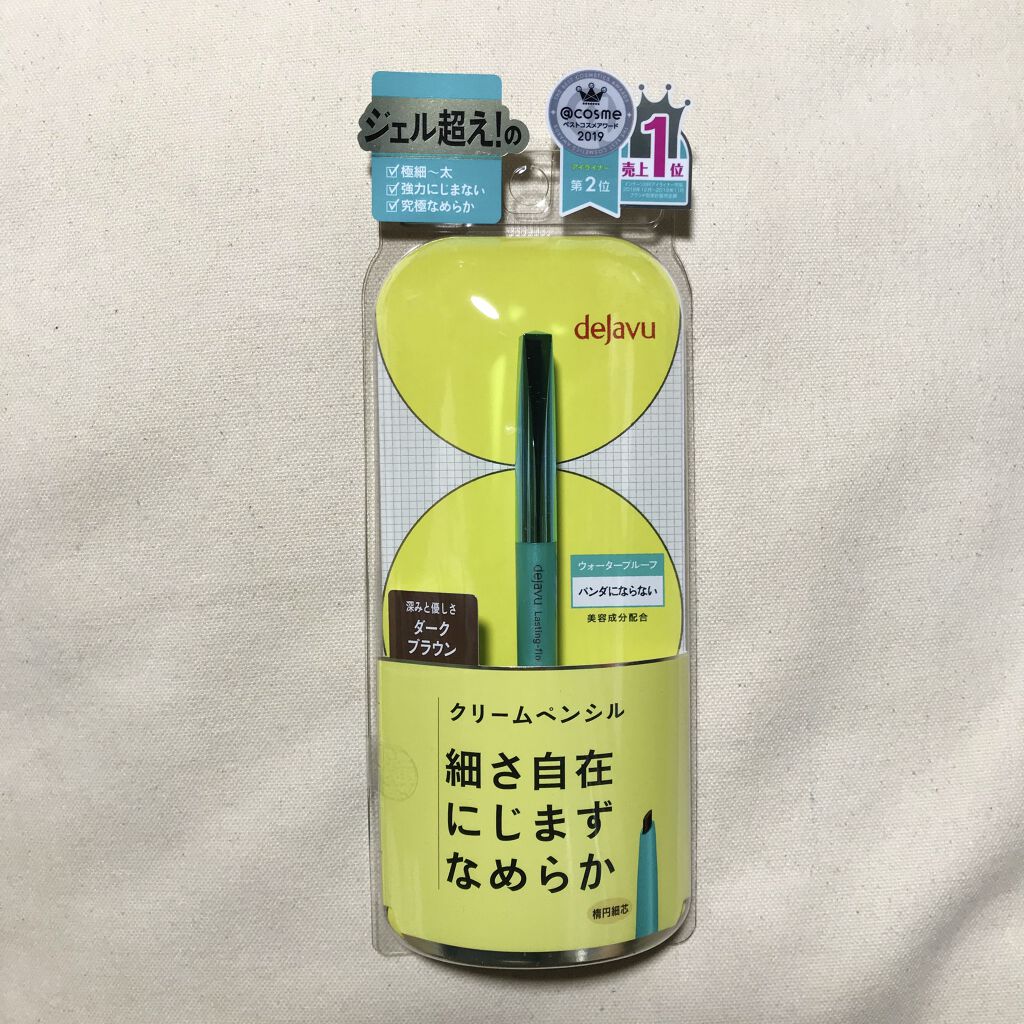 ジェル超え!の
極細〜太
強力にじまない
究極なめらか
@cosme
ベストコスメアワード
2019
アイライナー
第2位
売上1位
deJavu
deJavu Lasting-fi
ウォータープルーフ
パンダにならない
美容成分配合
深みと優しさ
ダーク
ブラウン
クリームペンシル
細さ自在
にじまず
なめらか
楕円細芯